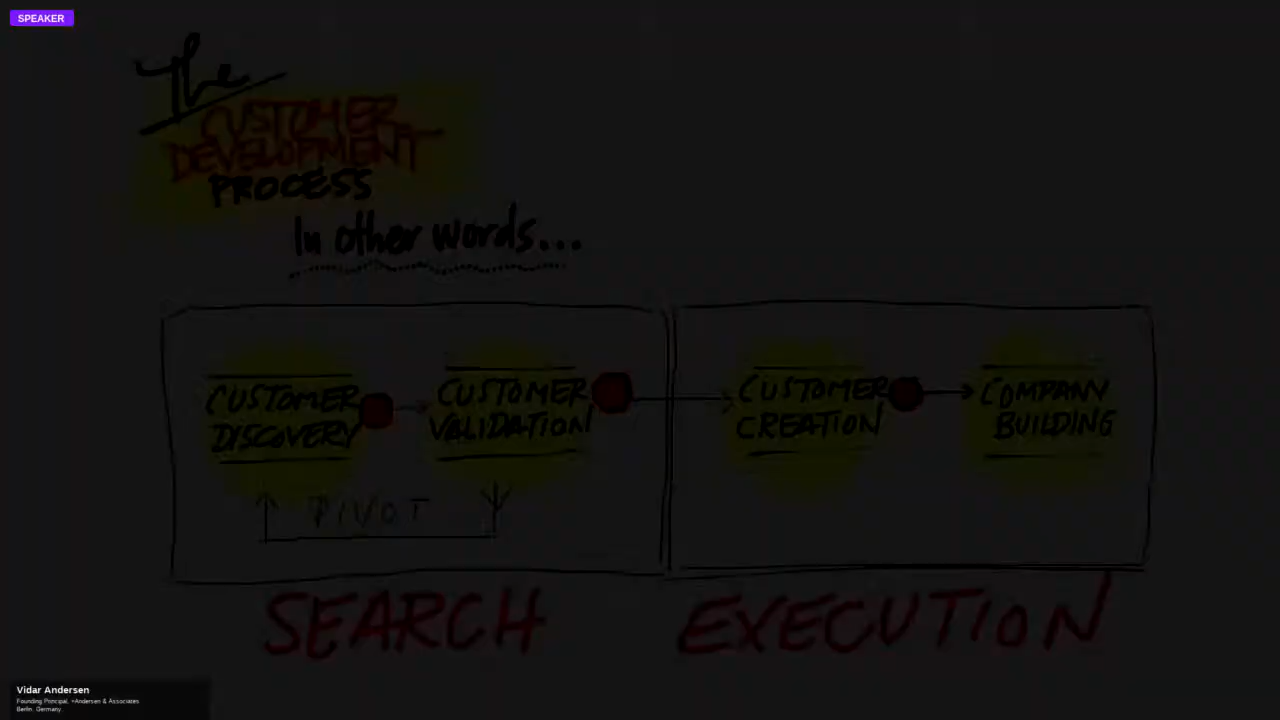 SPEAKER
The
CUSTOMER
DEVELOPMENT
PROCESS
In other words...
CUSTOMER
DISCOVERY
CUSTOMER
VALIDATION
CUSTOMER
CREATION
COMPANY
BUILDING
PIVOT
SEARCH
EXECUTION
Vidar Andersen
Founding Principal, +Andersen & Associates
Berlin, Germany